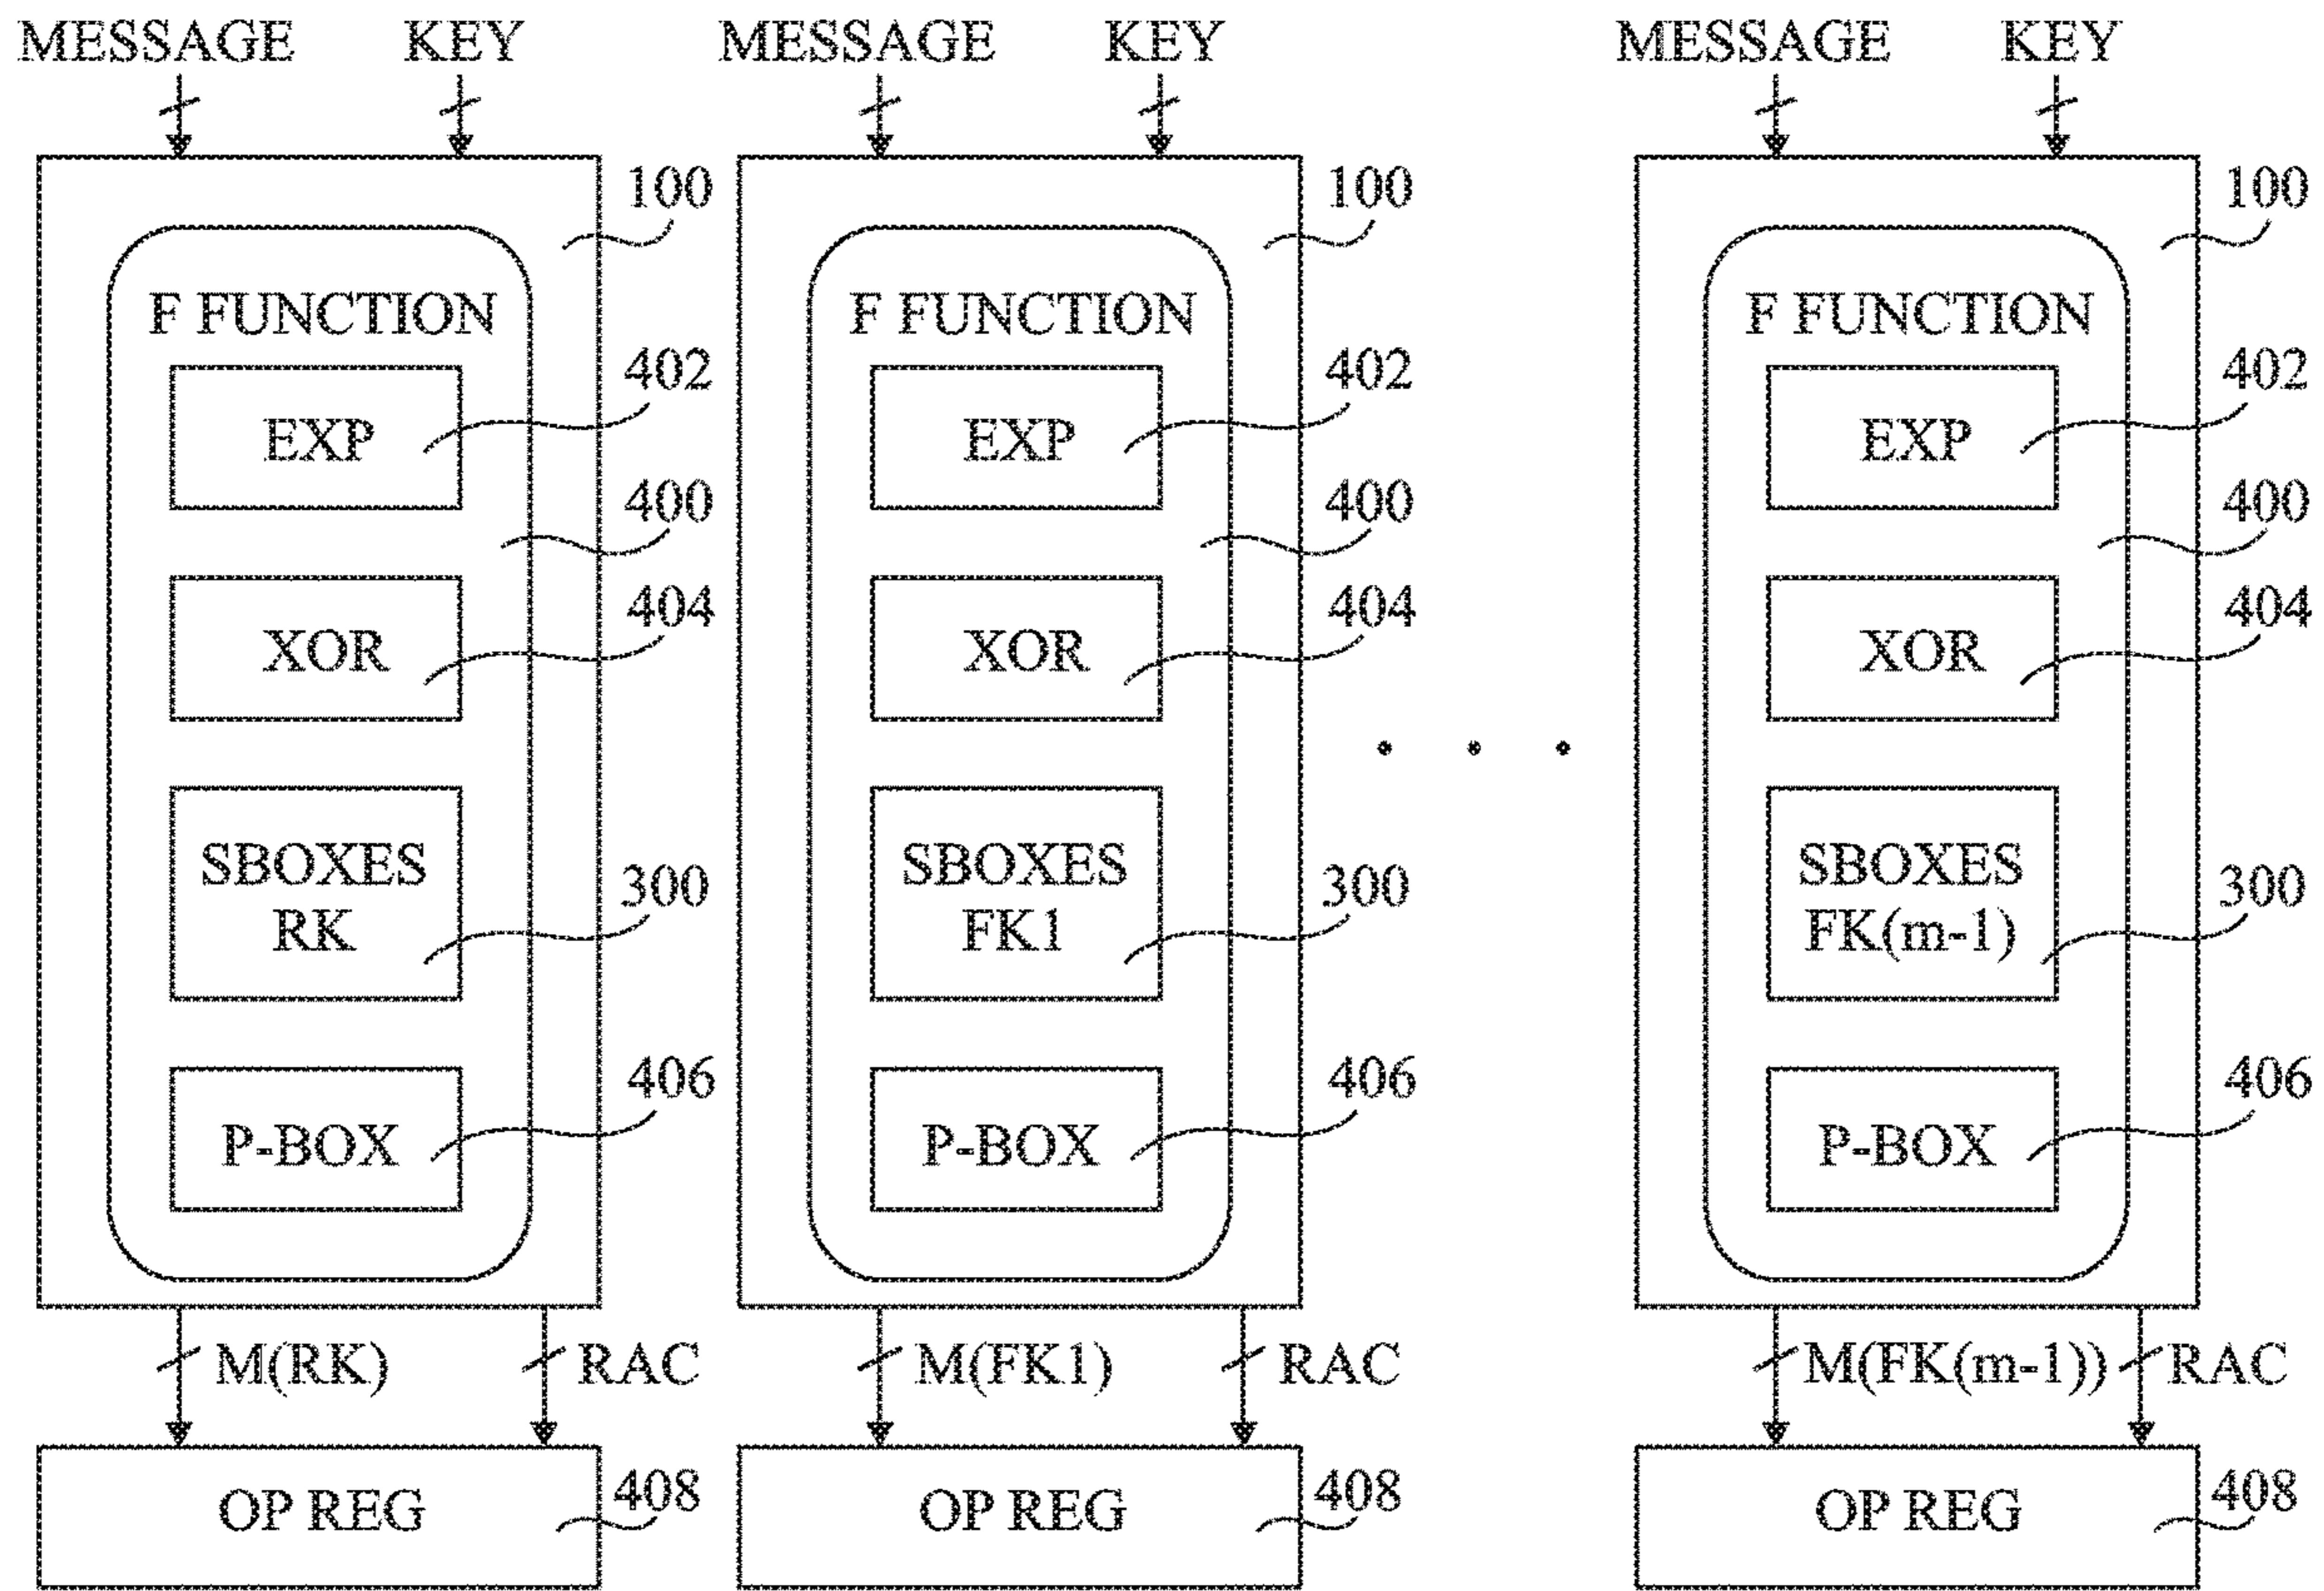 MESSAGE KEY MESSAGE KEY MESSAGE KEY
100 100 100
F FUNCTION F FUNCTION F FUNCTION
402 402 402
EXP EXP EXP
400 400 400
404 404 404
XOR XOR XOR
. . .
SBOXES SBOXES SBOXES
300 300 300
RK FK1 FK(m-1)
406 406 406
P-BOX P-BOX P-BOX
M(RK) RAC M(FK1) RAC M(FK(m-1)) RAC
408 408 408
OP REG OP REG OP REG